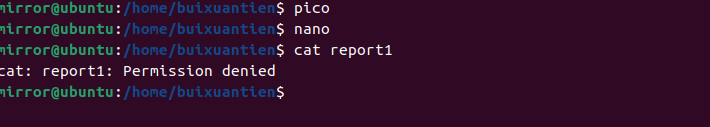 mirror@ubuntu:/home/buixuantien$ pico
mirror@ubuntu:/home/buixuantien$ nano
mirror@ubuntu:/home/buixuantien$ cat report1
cat: report1: Permission denied
mirror@ubuntu:/home/buixuantien$